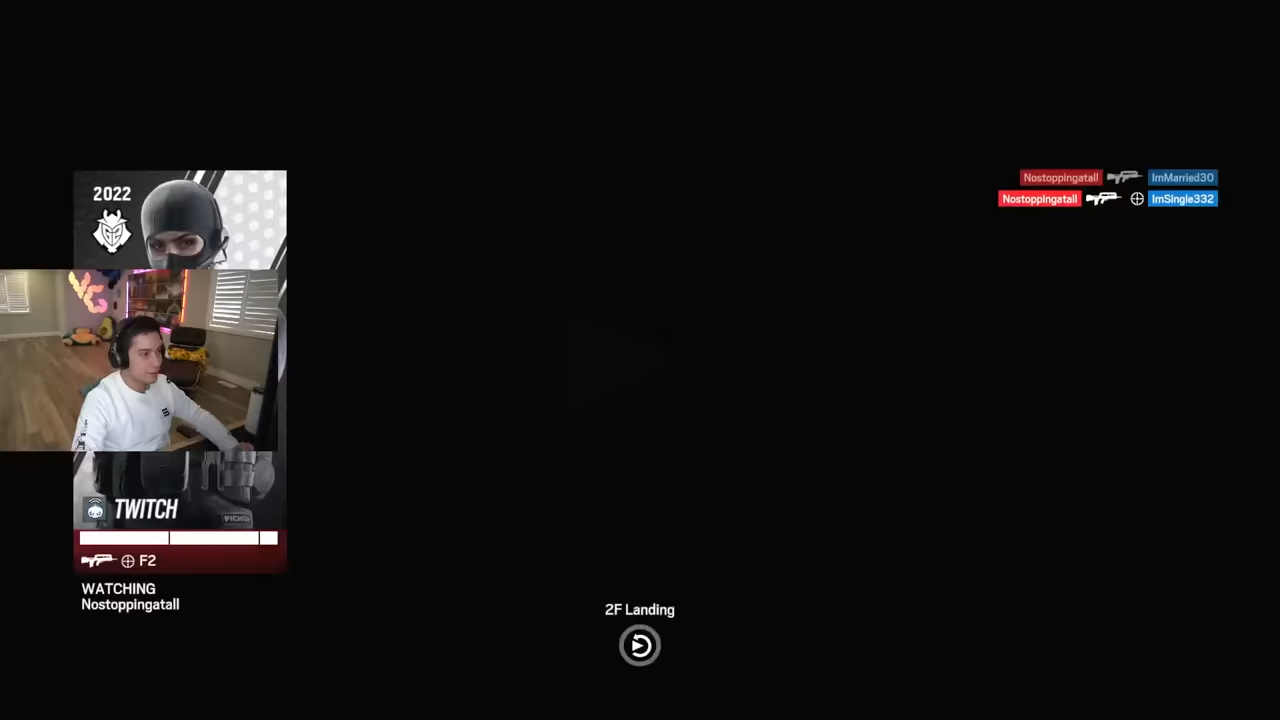 2022
Nostoppingatall ImMarried30
Nostoppingatall ImSingle332
TWITCH
F2
WATCHING
Nostoppingatall
2F Landing